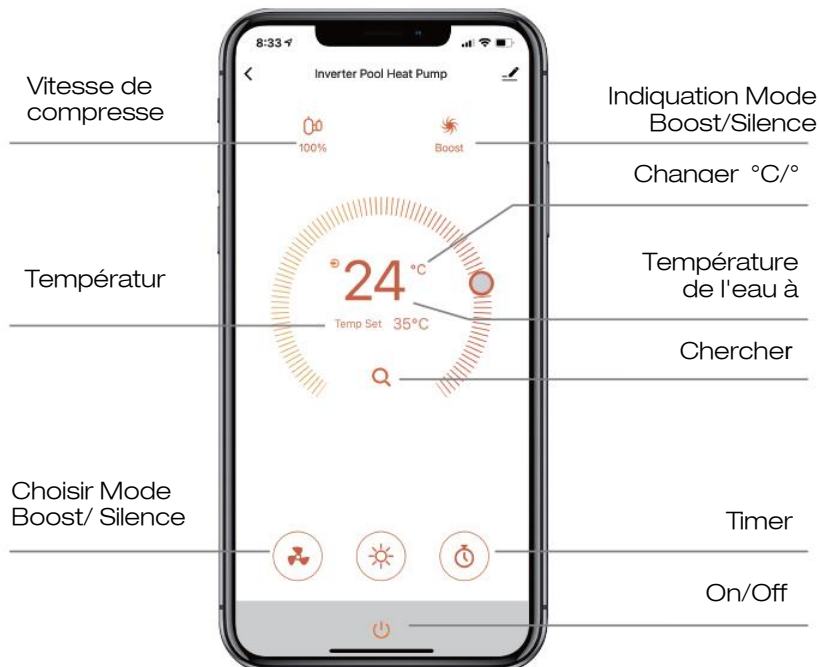 8:33
Inverter Pool Heat Pump
Vitesse de
compresse
100%
Boost
Indiquation Mode
Boost/Silence
Changer °C/°
24 °C
Températur
Température
de l'eau à
Temp Set 35°C
Chercher
Choisir Mode
Boost/ Silence
Timer
On/Off